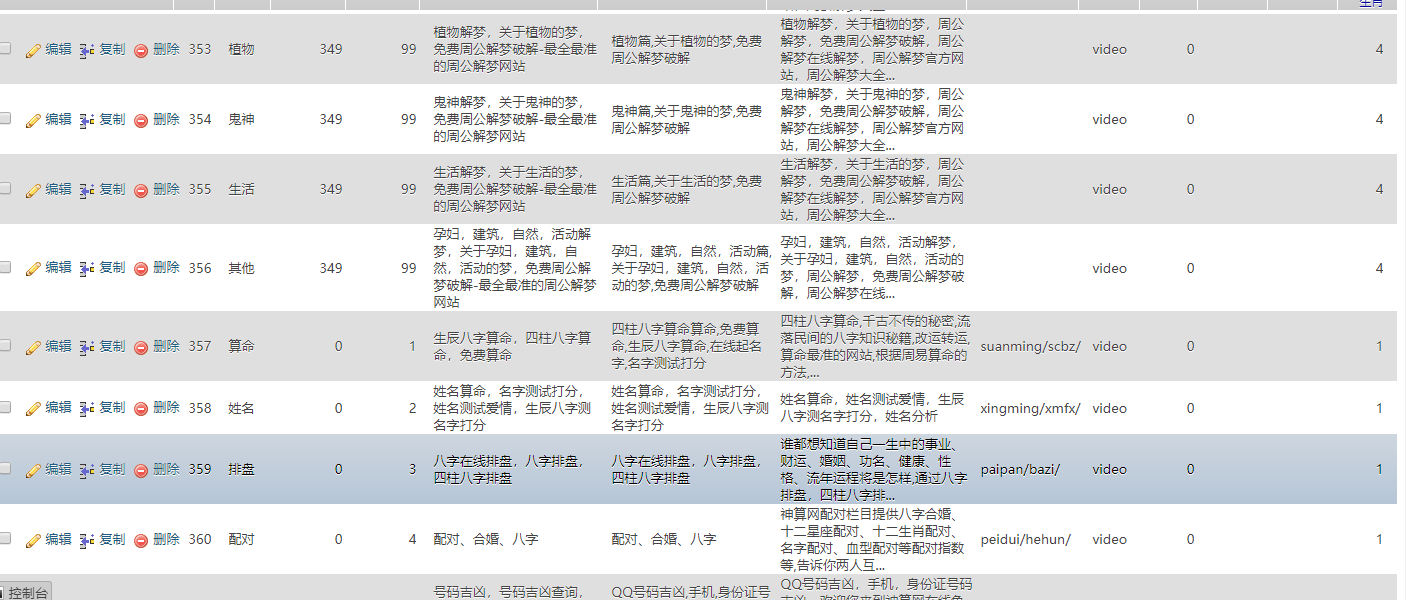 生肖
编辑 复制 删除 353 植物 349 99
植物解梦，关于植物的梦，
免费周公解梦破解-最全最准
的周公解梦网站
植物篇,关于植物的梦,免费
周公解梦破解
植物解梦，关于植物的梦，周公
解梦，免费周公解梦破解，周公
解梦在线解梦，周公解梦官方网
站，周公解梦大全...
video 0 4
编辑 复制 删除 354 鬼神 349 99
鬼神解梦，关于鬼神的梦，
免费周公解梦破解-最全最准
的周公解梦网站
鬼神篇,关于鬼神的梦,免费
周公解梦破解
鬼神解梦，关于鬼神的梦，周公
解梦，免费周公解梦破解，周公
解梦在线解梦，周公解梦官方网
站，周公解梦大全...
video 0 4
编辑 复制 删除 355 生活 349 99
生活解梦，关于生活的梦，
免费周公解梦破解-最全最准
的周公解梦网站
生活篇,关于生活的梦,免费
周公解梦破解
生活解梦，关于生活的梦，周公
解梦，免费周公解梦破解，周公
解梦在线解梦，周公解梦官方网
站，周公解梦大全...
video 0 4
编辑 复制 删除 356 其他 349 99
孕妇，建筑，自然，活动解
梦，关于孕妇，建筑，自
然，活动的梦，免费周公解
梦破解-最全最准的周公解梦
网站
孕妇，建筑，自然，活动篇,
关于孕妇，建筑，自然，活
动的梦,免费周公解梦破解
孕妇，建筑，自然，活动解梦，
关于孕妇，建筑，自然，活动的
梦，周公解梦，免费周公解梦破
解，周公解梦在线...
video 0 4
编辑 复制 删除 357 算命 0 1
生辰八字算命，四柱八字算
命，免费算命
四柱八字算命算命,免费算
命,生辰八字算命,在线起名
字,名字测试打分
四柱八字算命,千古不传的秘密,流
落民间的八字知识秘籍,改运转运,
算命最准的网站,根据周易算命的
方法,...
suanming/scbz/ video 0 1
编辑 复制 删除 358 姓名 0 2
姓名算命，名字测试打分，
姓名测试爱情，生辰八字测
名字打分
姓名算命，名字测试打分，
姓名测试爱情，生辰八字测
名字打分
姓名算命，姓名测试爱情，生辰
八字测名字打分，姓名分析
xingming/xmfx/ video 0 1
编辑 复制 删除 359 排盘 0 3
八字在线排盘，八字排盘，
四柱八字排盘
八字在线排盘，八字排盘，
四柱八字排盘
谁都想知道自己一生中的事业、
财运、婚姻、功名、健康、性
格、流年运程将是怎样,通过八字
排盘，四柱八字排...
paipan/bazi/ video 0 1
编辑 复制 删除 360 配对 0 4
配对、合婚、八字
配对、合婚、八字
神算网配对栏目提供八字合婚、
十二星座配对、十二生肖配对、
名字配对、血型配对等配对指数
等,告诉你两人互...
peidui/hehun/ video 0 1
控制台
号码吉凶，号码吉凶查询，
QQ号码吉凶,手机,身份证号
QQ号码吉凶，手机，身份证号码